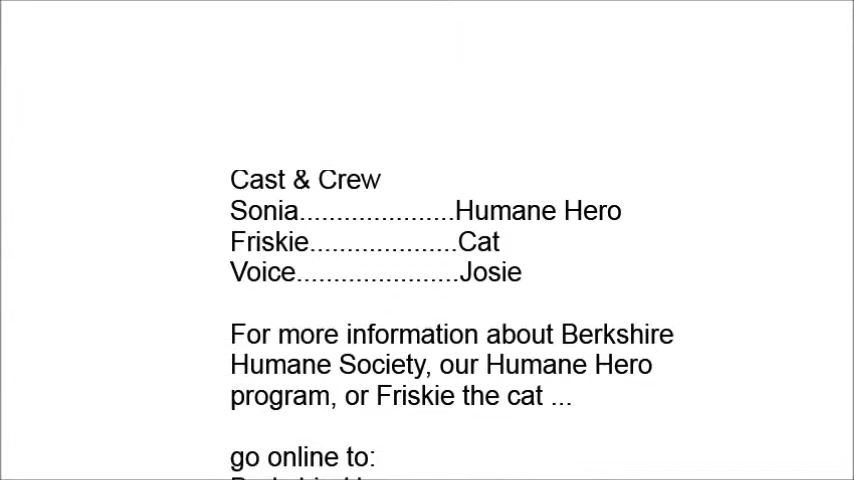 Cast & Crew
Sonia.....................Humane Hero
Friskie....................Cat
Voice......................Josie
For more information about Berkshire
Humane Society, our Humane Hero
program, or Friskie the cat ...
go online to: